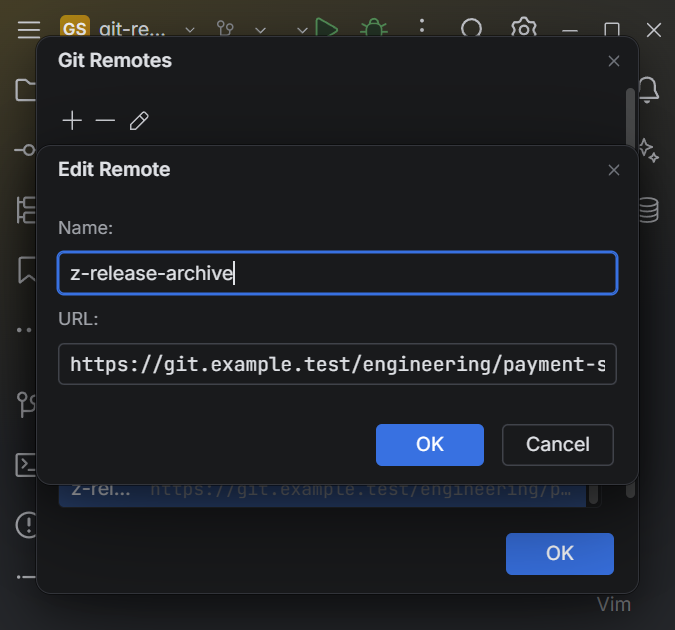 GS git-re...
Git Remotes
Edit Remote
Name:
z-release-archive
URL:
https://git.example.test/engineering/payment-s
OK Cancel
z-rel... https://git.example.test/engineering/p...
OK
Vim